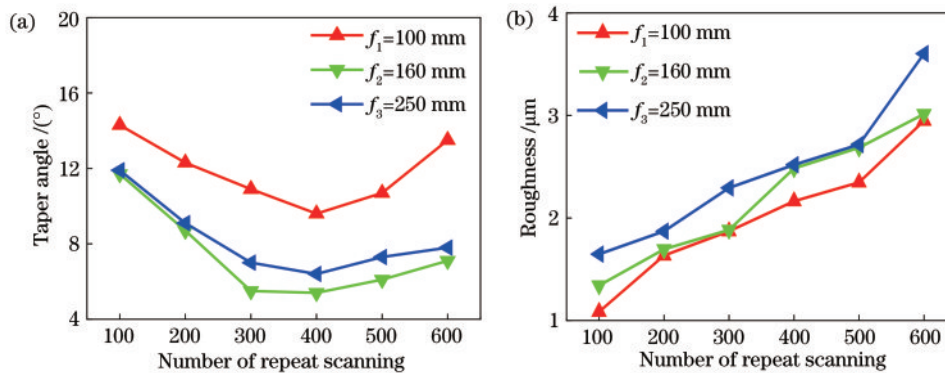 (a)
20
16
12
8
4
Taper angle /(°)
f1=100 mm
f2=160 mm
f3=250 mm
100 200 300 400 500 600
Number of repeat scanning
(b)
4
3
2
1
Roughness /μm
f1=100 mm
f2=160 mm
f3=250 mm
100 200 300 400 500 600
Number of repeat scanning